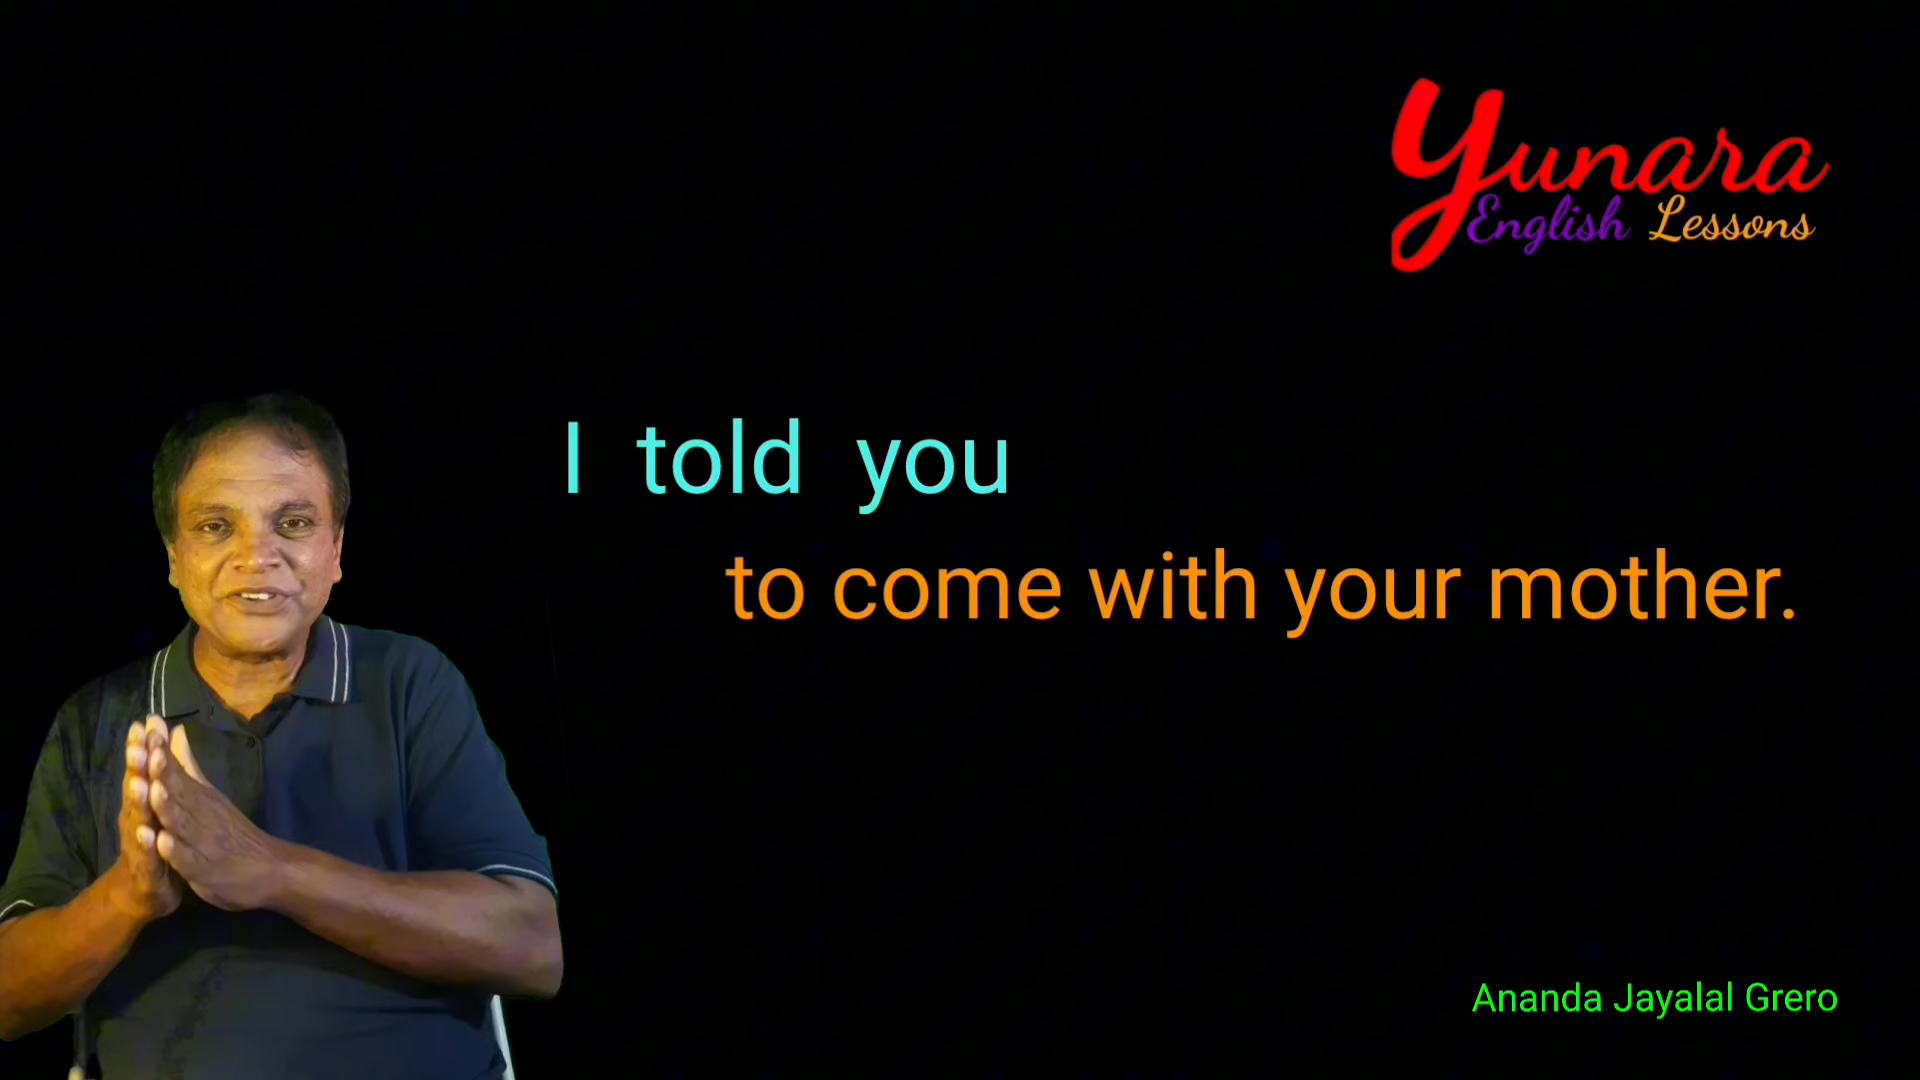 Yunara
English Lessons
I told you
to come with your mother.
Ananda Jayalal Grero